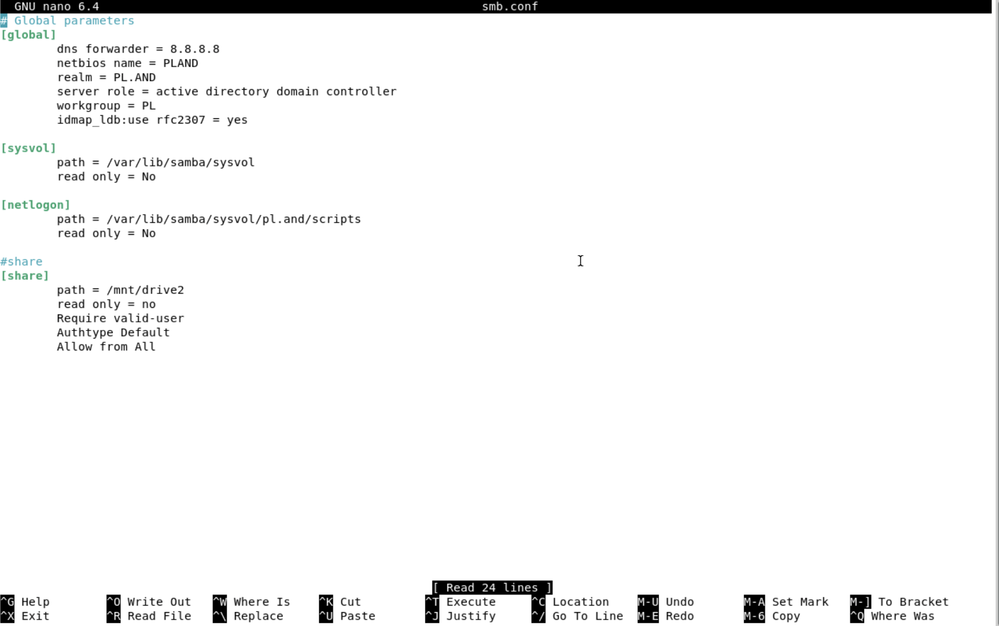 GNU nano 6.4 smb.conf
# Global parameters
[global]
dns forwarder = 8.8.8.8
netbios name = PLAND
realm = PL.AND
server role = active directory domain controller
workgroup = PL
idmap_ldb:use rfc2307 = yes
[sysvol]
path = /var/lib/samba/sysvol
read only = No
[netlogon]
path = /var/lib/samba/sysvol/pl.and/scripts
read only = No
#share
[share]
path = /mnt/drive2
read only = no
Require valid-user
Authtype Default
Allow from All
[ Read 24 lines ]
^G Help ^O Write Out ^W Where Is ^K Cut ^T Execute ^C Location M-U Undo M-A Set Mark M-] To Bracket
^X Exit ^R Read File ^\ Replace ^U Paste ^J Justify ^/ Go To Line M-E Redo M-6 Copy ^Q Where Was